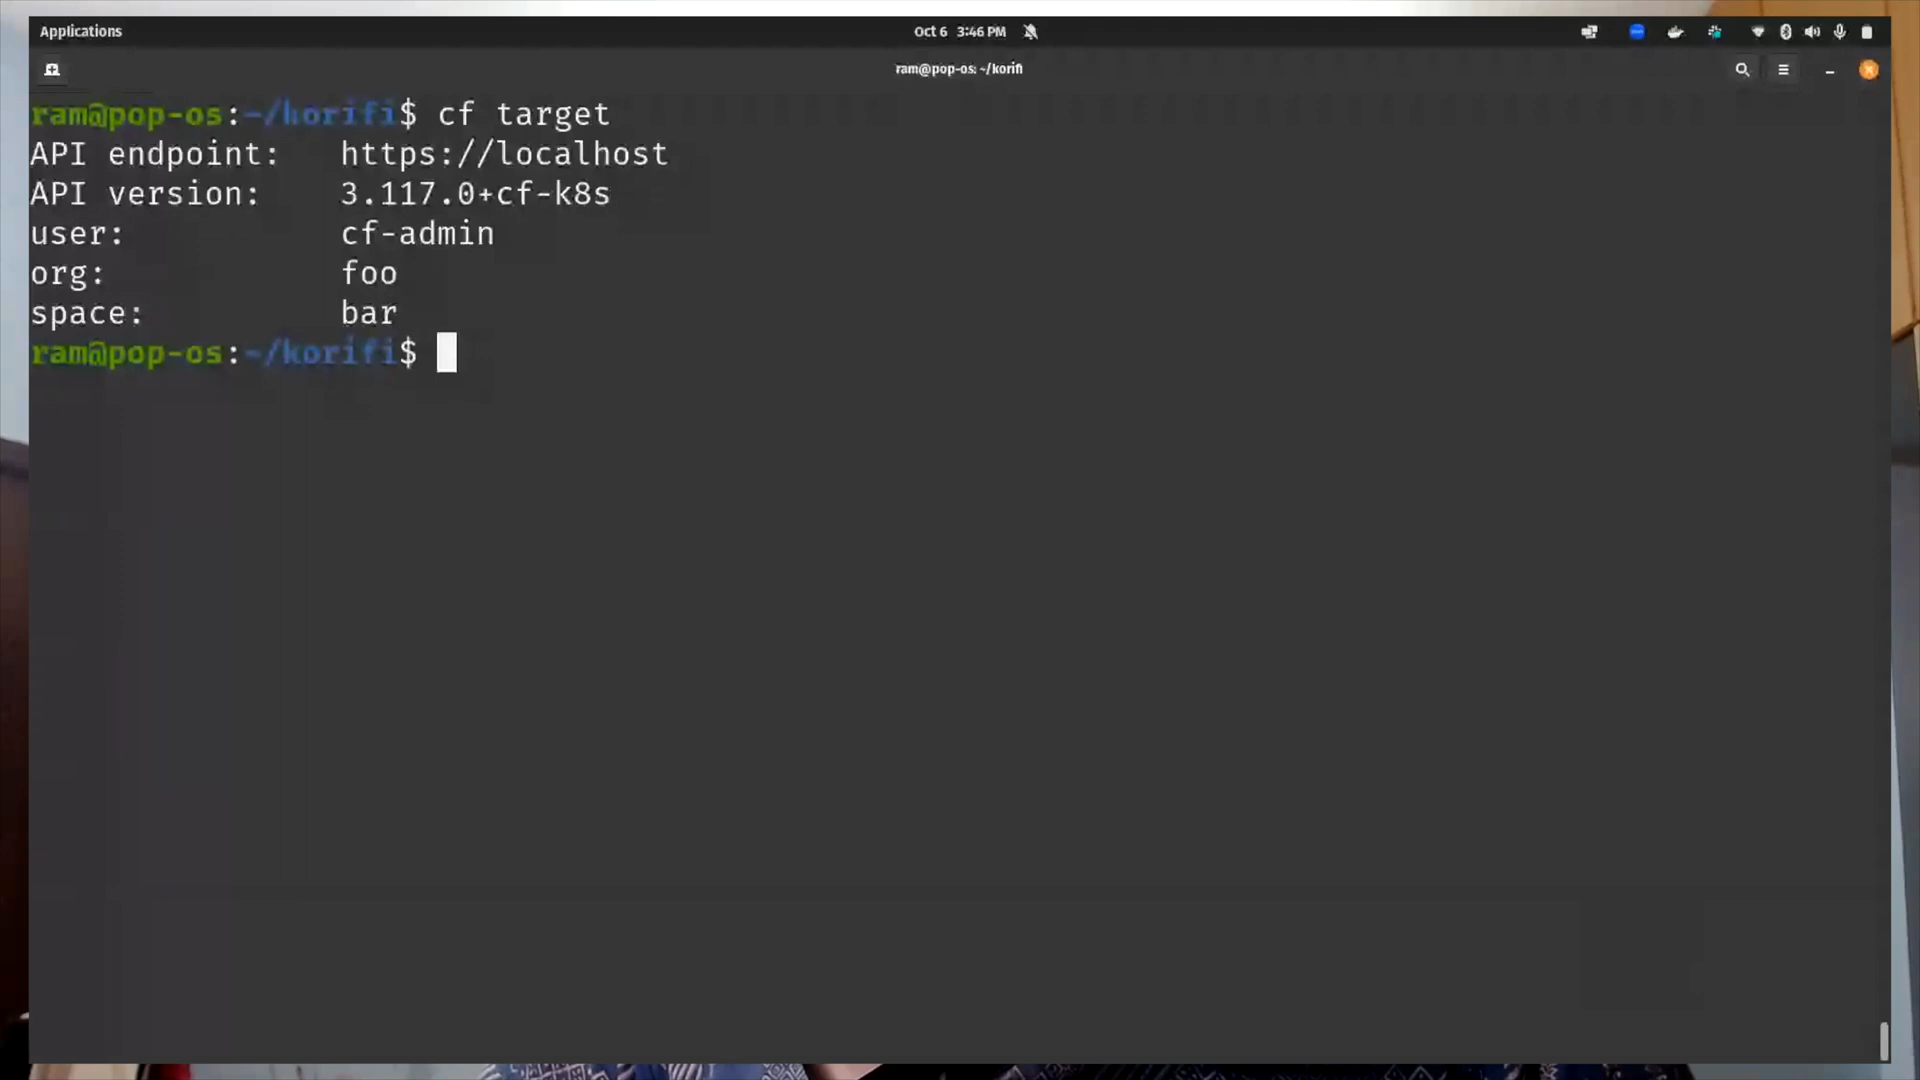 Applications
Oct 6 3:46 PM
ram@pop-os: ~/korifi
ram@pop-os:~/korifi$ cf target
API endpoint: https://localhost
API version: 3.117.0+cf-k8s
user: cf-admin
org: foo
space: bar
ram@pop-os:~/korifi$